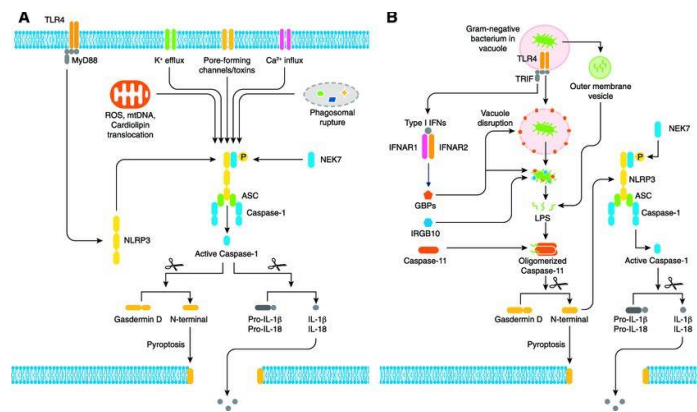 A
TLR4
MyD88
K⁺ efflux
Pore-forming
channels/toxins
Ca²⁺ influx
ROS, mtDNA,
Cardiolipin
translocation
Phagosomal
rupture
P
NEK7
ASC
Caspase-1
NLRP3
Active Caspase-1
Gasdermin D
N-terminal
Pro-IL-1β
Pro-IL-18
IL-1β
IL-18
Pyroptosis
B
Gram-negative
bacterium in
vacuole
TLR4
TRIF
Outer membrane
vesicle
Type I IFNs
Vacuole
disruption
IFNAR1
IFNAR2
NEK7
P
NLRP3
ASC
Caspase-1
GBPs
IRGB10
LPS
Caspase-11
Oligomerized
Caspase-11
Active Caspase-1
Gasdermin D
N-terminal
Pro-IL-1β
Pro-IL-18
IL-1β
IL-18
Pyroptosis